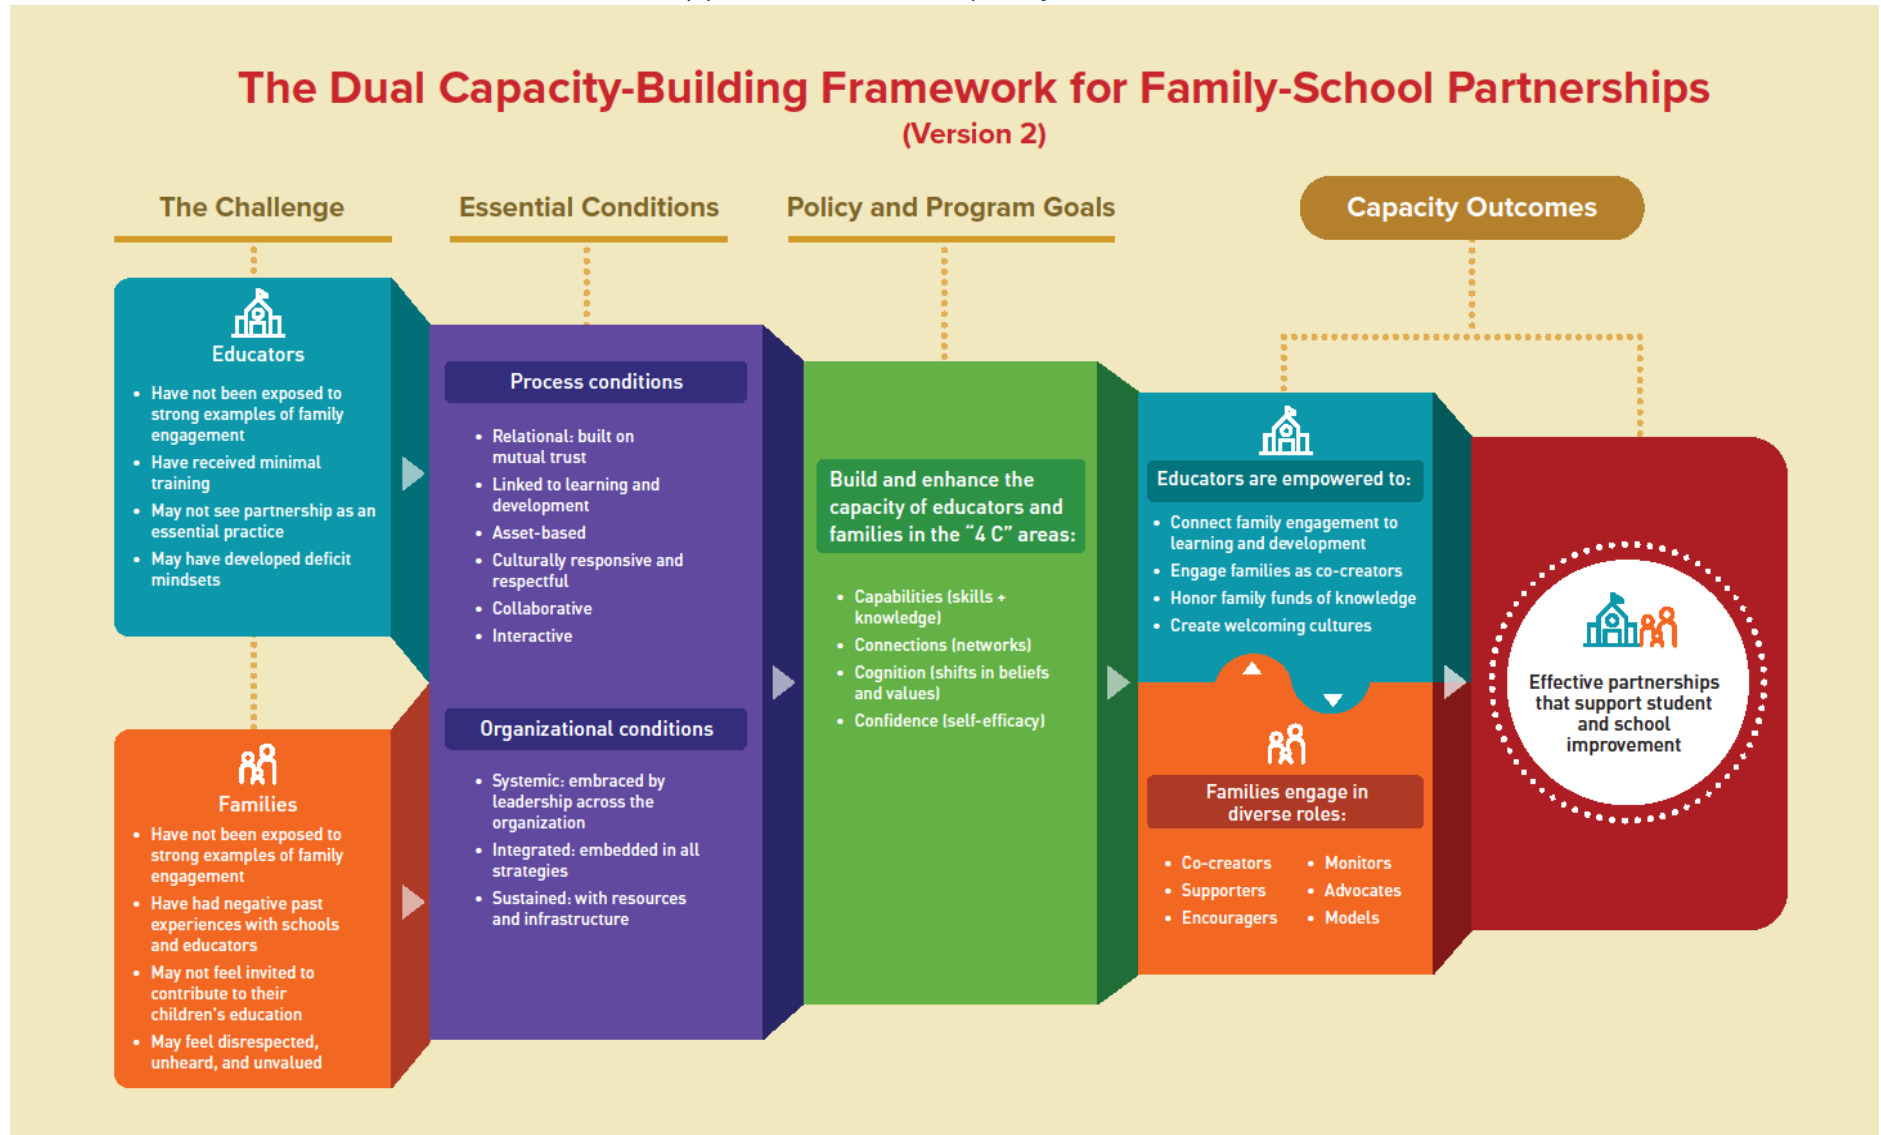 The Dual Capacity-Building Framework for Family-School Partnerships
(Version 2)
The Challenge
Educators
• Have not been exposed to
strong examples of family
engagement
• Have received minimal
training
• May not see partnership as an
essential practice
• May have developed deficit
mindsets
Families
• Have not been exposed to
strong examples of family
engagement
• Have had negative past
experiences with schools
and educators
• May not feel invited to
contribute to their
children's education
• May feel disrespected,
unheard, and unvalued
Essential Conditions
Process conditions
• Relational: built on
mutual trust
• Linked to learning and
development
• Asset-based
• Culturally responsive and
respectful
• Collaborative
• Interactive
Organizational conditions
• Systemic: embraced by
leadership across the
organization
• Integrated: embedded in all
strategies
• Sustained: with resources
and infrastructure
Policy and Program Goals
Build and enhance the
capacity of educators and
families in the “4 C” areas:
• Capabilities (skills +
knowledge)
• Connections (networks)
• Cognition (shifts in beliefs
and values)
• Confidence (self-efficacy)
Capacity Outcomes
Educators are empowered to:
• Connect family engagement to
learning and development
• Engage families as co-creators
• Honor family funds of knowledge
• Create welcoming cultures
Families engage in
diverse roles:
• Co-creators
• Supporters
• Encouragers
• Monitors
• Advocates
• Models
Effective partnerships
that support student
and school
improvement